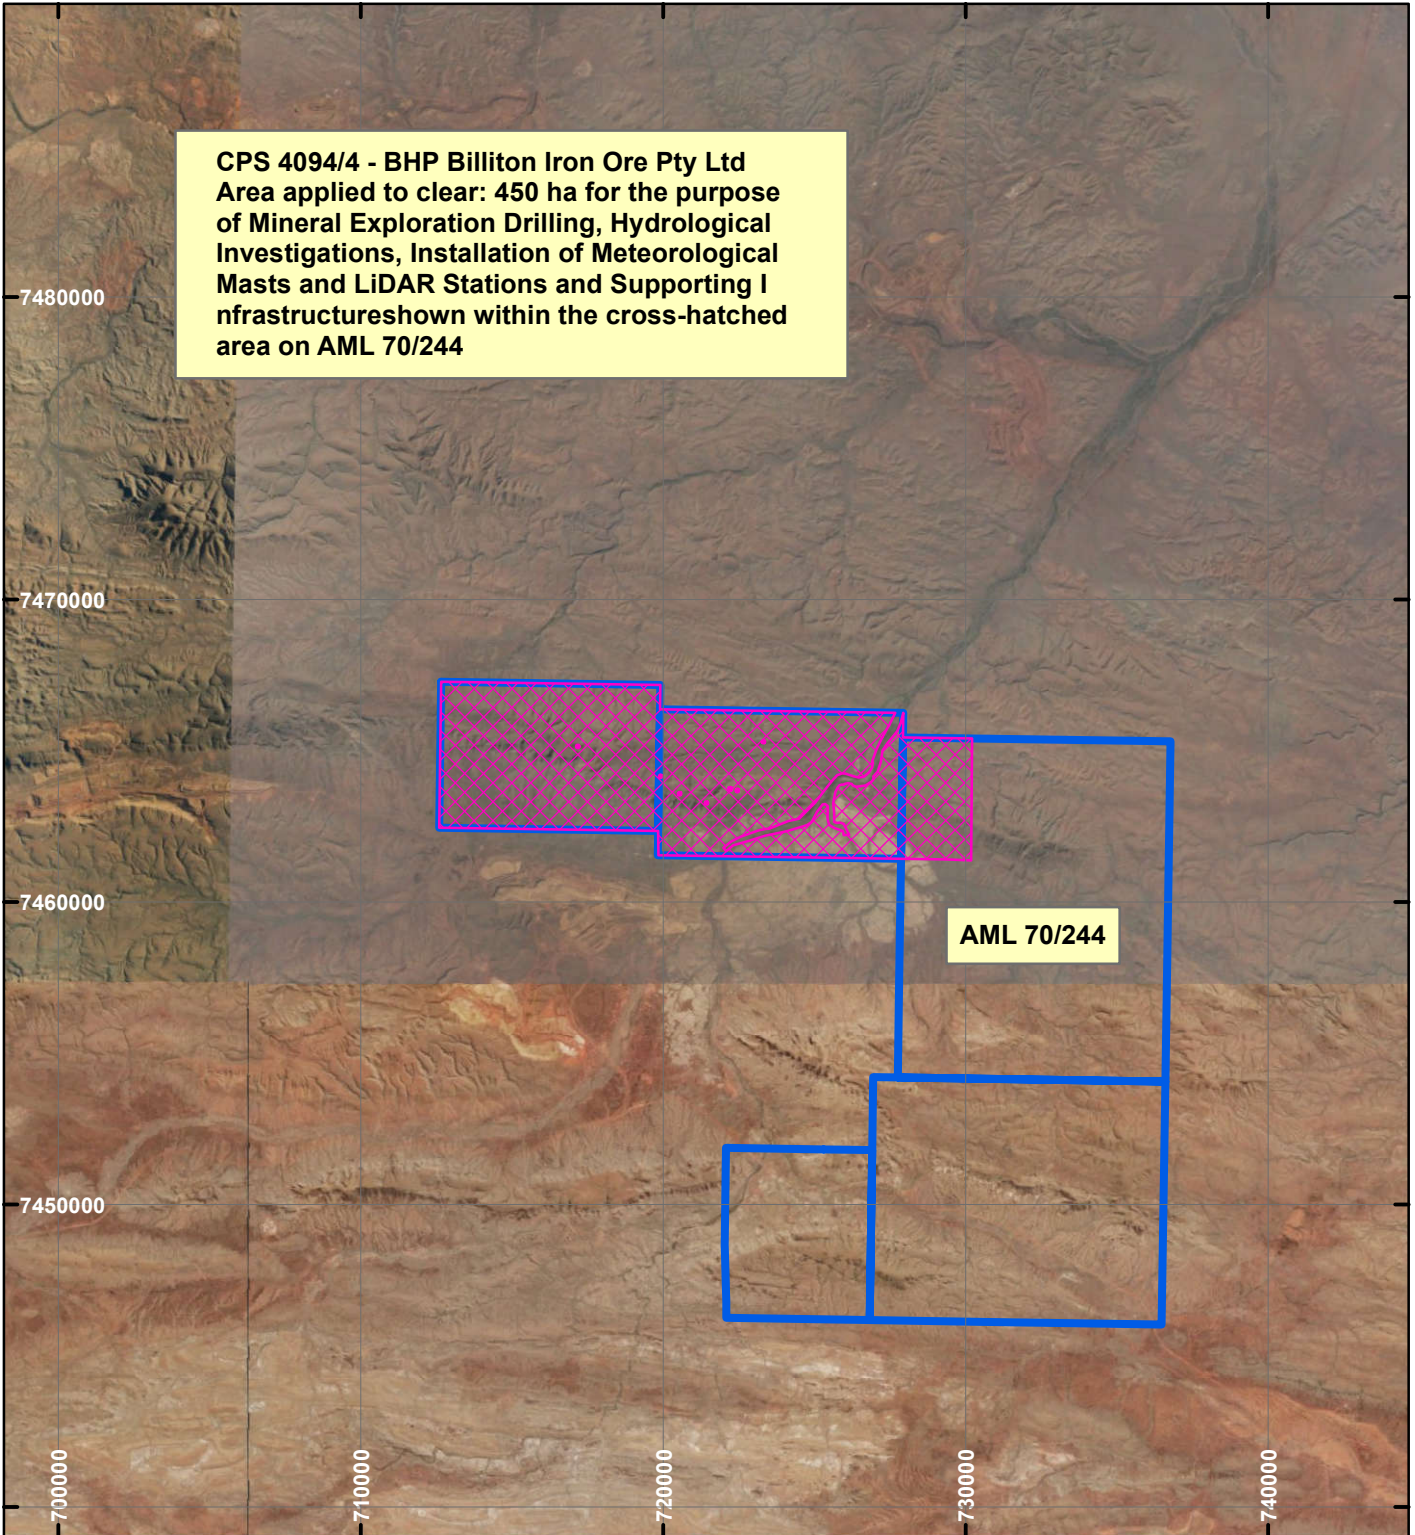 CPS 4094/4 - BHP Billiton Iron Ore Pty Ltd
Area applied to clear: 450 ha for the purpose
of Mineral Exploration Drilling, Hydrological
Investigations, Installation of Meteorological
Masts and LiDAR Stations and Supporting I
nfrastructureshown within the cross-hatched
area on AML 70/244
7480000
7470000
7460000
AML 70/244
7450000
700000
710000
720000
730000
740000